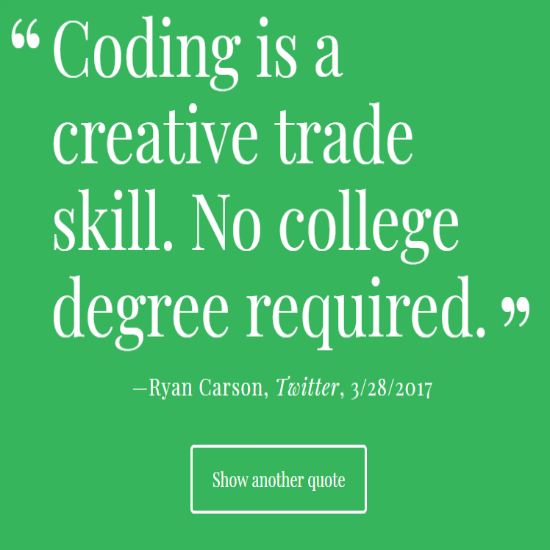 “Coding is a
creative trade
skill. No college
degree required.”
—Ryan Carson, Twitter, 3/28/2017
Show another quote